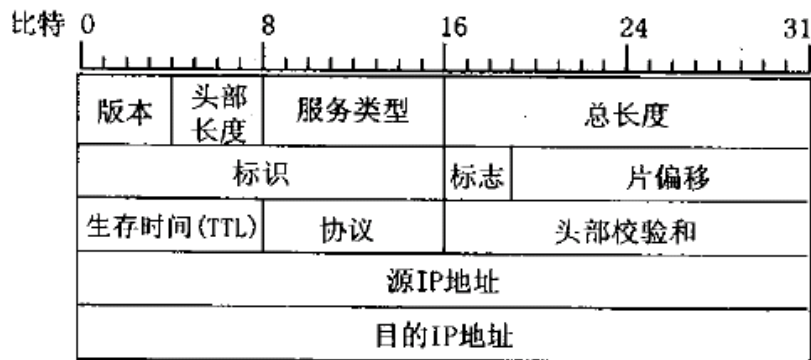 比特 0 8 16 24 31
版本 头部长度 服务类型 总长度
标识 标志 片偏移
生存时间(TTL) 协议 头部校验和
源IP地址
目的IP地址